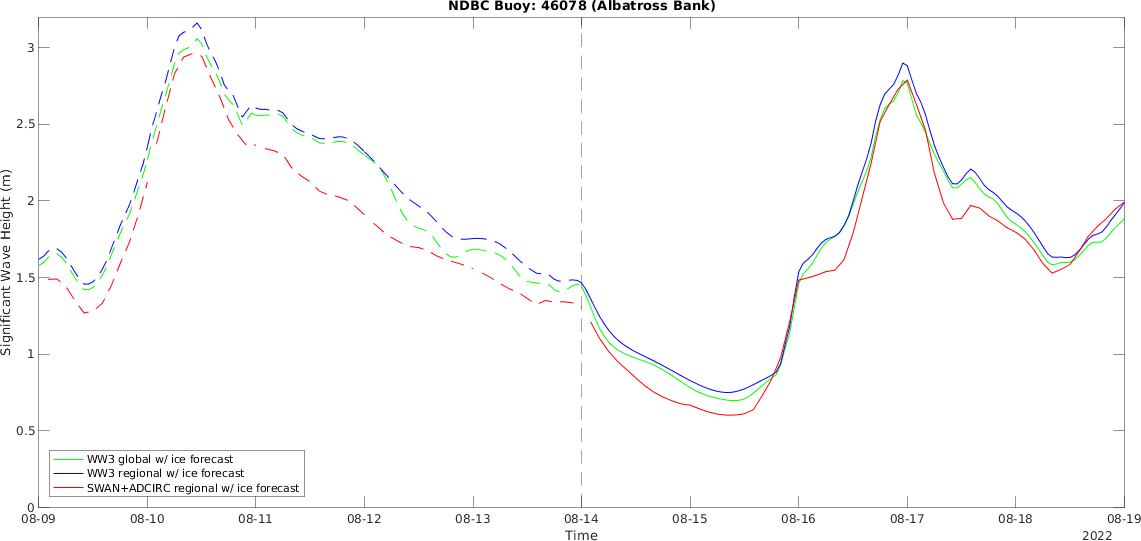 NDBC Buoy: 46078 (Albatross Bank)
Significant Wave Height (m)
3
2.5
2
1.5
1
0.5
0
WW3 global w/ ice forecast
WW3 regional w/ ice forecast
SWAN+ADCIRC regional w/ ice forecast
08-09 08-10 08-11 08-12 08-13 08-14 08-15 08-16 08-17 08-18 08-19
Time
2022